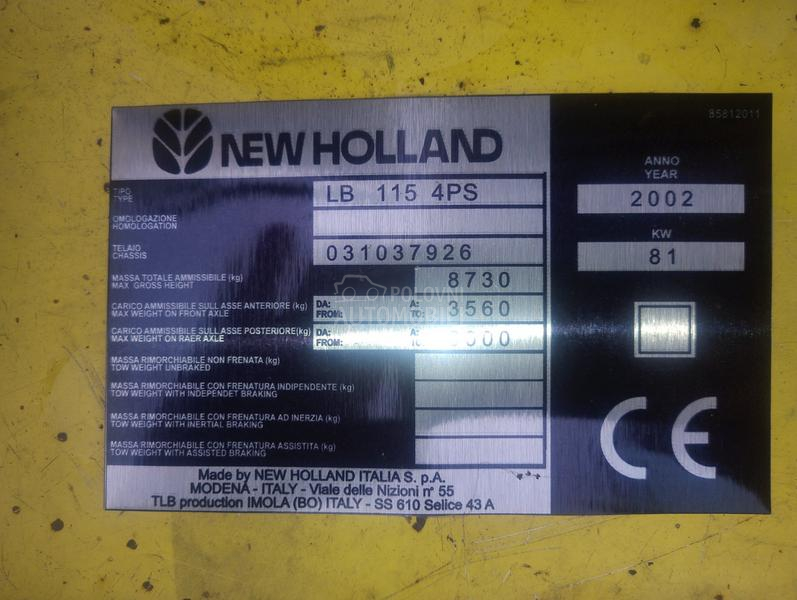 85812011
NEW HOLLAND
TIPO
TYPE
LB 115 4PS
OMOLOGAZIONE
HOMOLOGATION
TELAIO
CHASSIS
031037926
MASSA TOTALE AMMISSIBILE (kg)
MAX GROSS HEIGHT
8730
CARICO AMMISSIBILE SULL'ASSE ANTERIORE (kg)
MAX WEIGHT ON FRONT AXLE
DA:
FROM:
A:
TO:
3560
CARICO AMMISSIBILE SULL'ASSE POSTERIORE(kg)
MAX WEIGHT ON RAER AXLE
DA:
FROM:
A:
TO:
MASSA RIMORCHIABILE NON FRENATA (kg)
TOW WEIGHT UNBRAKED
MASSA RIMORCHIABILE CON FRENATURA INDIPENDENTE (kg)
TOW WEIGHT WITH INDEPENDET BRAKING
MASSA RIMORCHIABILE CON FRENATURA AD INERZIA (kg)
TOW WEIGHT WITH INERTIAL BRAKING
MASSA RIMORCHIABILE CON FRENATURA ASSISTITA (kg)
TOW WEIGHT WITH ASSISTED BRAKING
Made by NEW HOLLAND ITALIA S. p.A.
MODENA - ITALY - Viale delle Nizioni n° 55
TLB production IMOLA (BO) ITALY - SS 610 Selice 43 A
ANNO
YEAR
2002
KW
81
CE